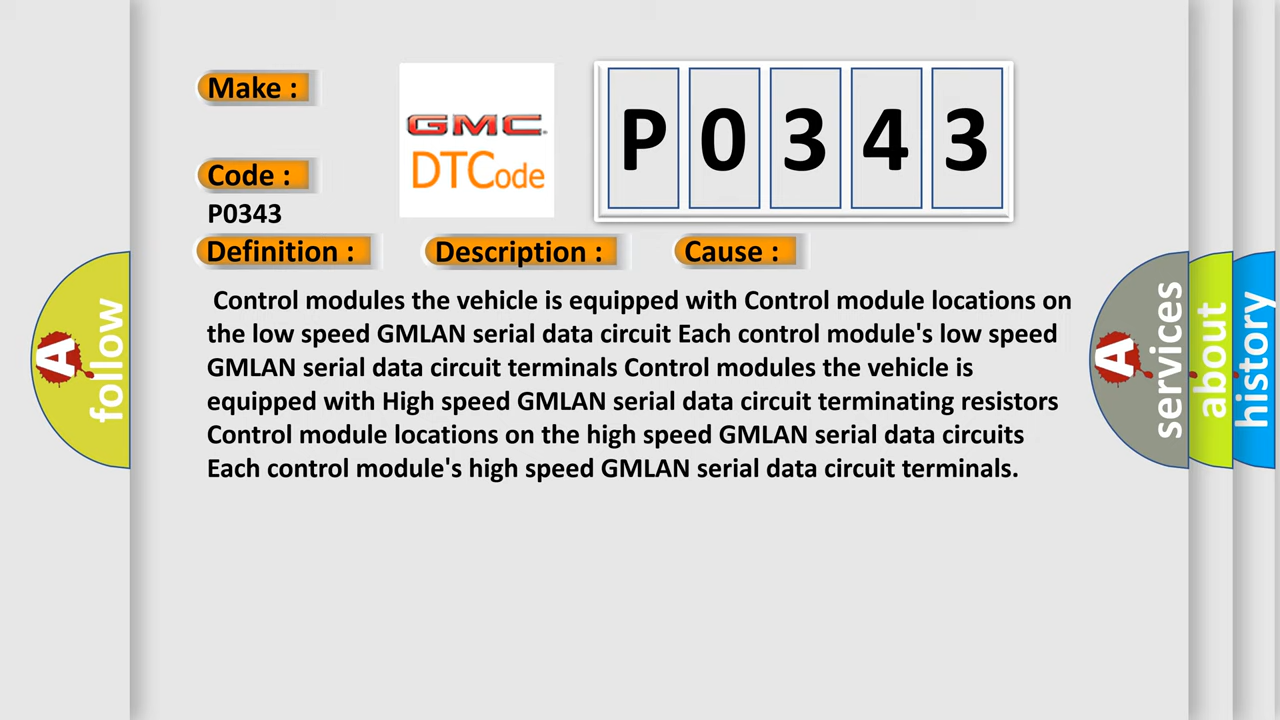 Make :
GMC
DTCode
P0343
Code :
P0343
Definition :
Description :
Cause :
Control modules the vehicle is equipped with Control module locations on
the low speed GMLAN serial data circuit Each control module's low speed
GMLAN serial data circuit terminals Control modules the vehicle is
equipped with High speed GMLAN serial data circuit terminating resistors
Control module locations on the high speed GMLAN serial data circuits
Each control module's high speed GMLAN serial data circuit terminals.
A
follow
A
services
about
history